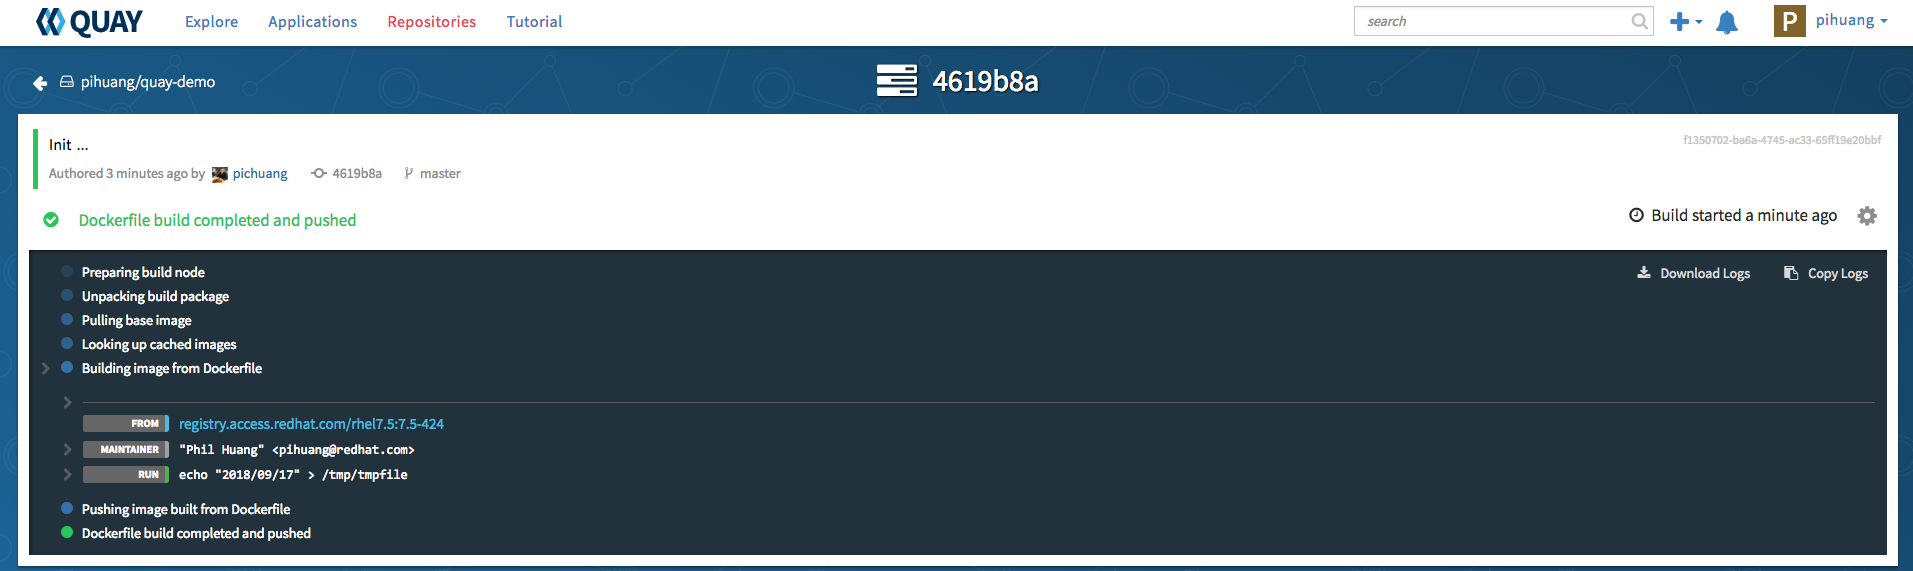 QUAY Explore Applications Repositories Tutorial search P pihuang
pihuang/quay-demo 4619b8a
Init ... f1350702-ba6a-4745-ac33-65ff19e20bbf
Authored 3 minutes ago by pichuang 4619b8a master
Dockerfile build completed and pushed Build started a minute ago
Preparing build node Download Logs Copy Logs
Unpacking build package
Pulling base image
Looking up cached images
Building image from Dockerfile
FROM registry.access.redhat.com/rhel7.5:7.5-424
MAINTAINER "Phil Huang" <pihuang@redhat.com>
RUN echo "2018/09/17" > /tmp/tmpfile
Pushing image built from Dockerfile
Dockerfile build completed and pushed